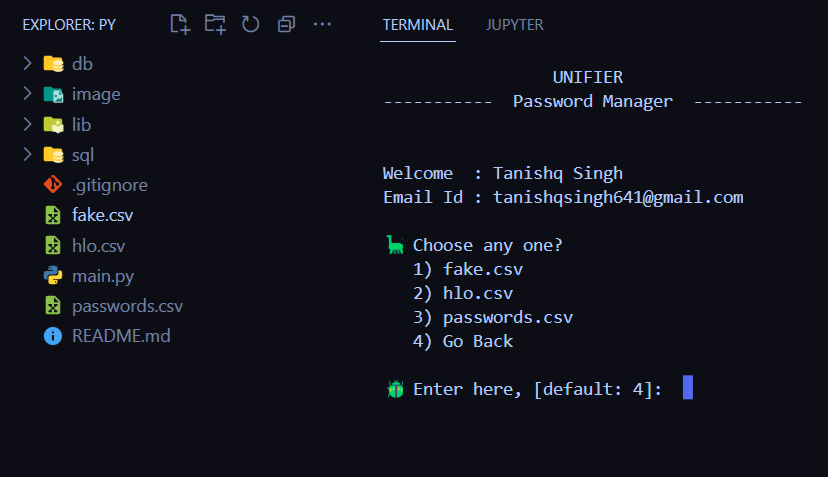 EXPLORER: PY
db
image
lib
sql
.gitignore
fake.csv
hlo.csv
main.py
passwords.csv
README.md
TERMINAL JUPYTER
UNIFIER
----------- Password Manager -----------
Welcome : Tanishq Singh
Email Id : tanishqsingh641@gmail.com
Choose any one?
1) fake.csv
2) hlo.csv
3) passwords.csv
4) Go Back
Enter here, [default: 4]: